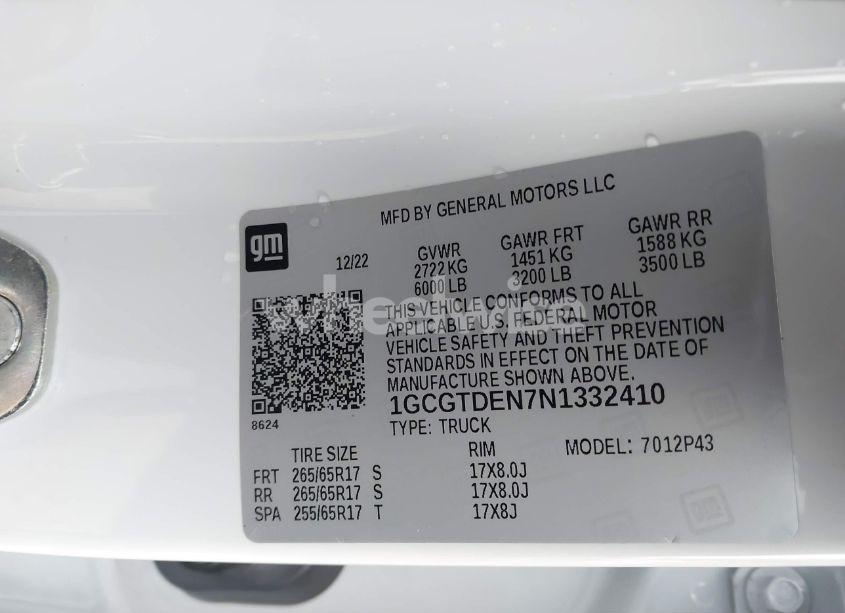 MFD BY GENERAL MOTORS LLC
gm
12/22
GVWR GAWR FRT GAWR RR
2722 KG 1451 KG 1588 KG
6000 LB 3200 LB 3500 LB
THIS VEHICLE CONFORMS TO ALL
APPLICABLE U.S. FEDERAL MOTOR
VEHICLE SAFETY AND THEFT PREVENTION
STANDARDS IN EFFECT ON THE DATE OF
MANUFACTURE SHOWN ABOVE.
1GCGTDEN7N1332410
8624
TYPE: TRUCK
TIRE SIZE RIM MODEL: 7012P43
FRT 265/65R17 S 17X8.0J
RR 265/65R17 S 17X8.0J
SPA 255/65R17 T 17X8J